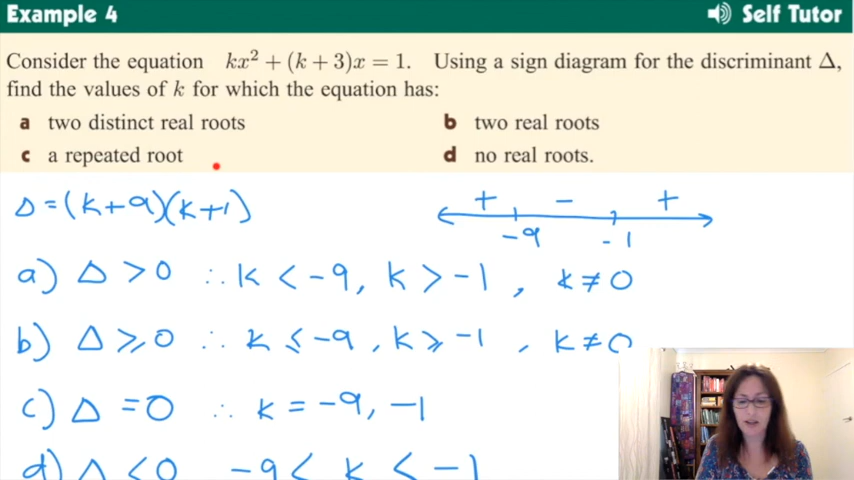 Example 4 Self Tutor
Consider the equation kx² + (k + 3)x = 1. Using a sign diagram for the discriminant Δ,
find the values of k for which the equation has:
a two distinct real roots b two real roots
c a repeated root d no real roots.
Δ = (k+9)(k+1)
+ - +
-9 -1
a) Δ > 0 ∴ k < -9, k > -1, k ≠ 0
b) Δ ⩾ 0 ∴ k ⩽ -9, k ⩾ -1, k ≠ 0
c) Δ = 0 ∴ k = -9, -1
d) Δ < 0 -9 < k < -1